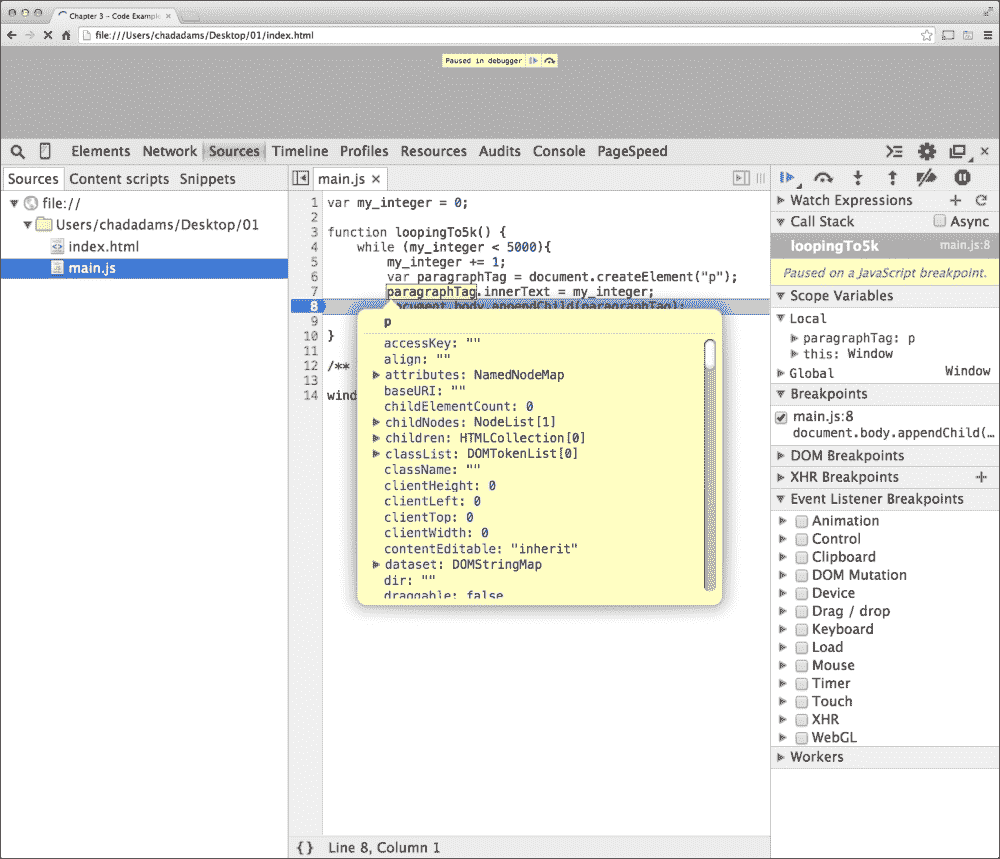 Chapter 3 - Code Example
file:///Users/chadadams/Desktop/01/index.html
Paused in debugger
Elements Network Sources Timeline Profiles Resources Audits Console PageSpeed
Sources Content scripts Snippets
file://
Users/chadadams/Desktop/01
index.html
main.js
main.js ×
1 var my_integer = 0;
2
3 function loopingTo5k() {
4 while (my_integer < 5000){
5 my_integer += 1;
6 var paragraphTag = document.createElement("p");
7 paragraphTag.innerText = my_integer;
8 document.body.appendChild(paragraphTag);
9
10 }
11
12 /**
13
14 wind
p
accessKey: ""
align: ""
attributes: NamedNodeMap
baseURI: ""
childElementCount: 0
childNodes: NodeList[1]
children: HTMLCollection[0]
classList: DOMTokenList[0]
className: ""
clientHeight: 0
clientLeft: 0
clientTop: 0
clientWidth: 0
contentEditable: "inherit"
dataset: DOMStringMap
dir: ""
draggable: false
{} Line 8, Column 1
Watch Expressions
Call Stack Async
loopingTo5k main.js:8
Paused on a JavaScript breakpoint.
Scope Variables
Local
paragraphTag: p
this: Window
Global Window
Breakpoints
main.js:8
document.body.appendChild(…
DOM Breakpoints
XHR Breakpoints
Event Listener Breakpoints
Animation
Control
Clipboard
DOM Mutation
Device
Drag / drop
Keyboard
Load
Mouse
Timer
Touch
XHR
WebGL
Workers